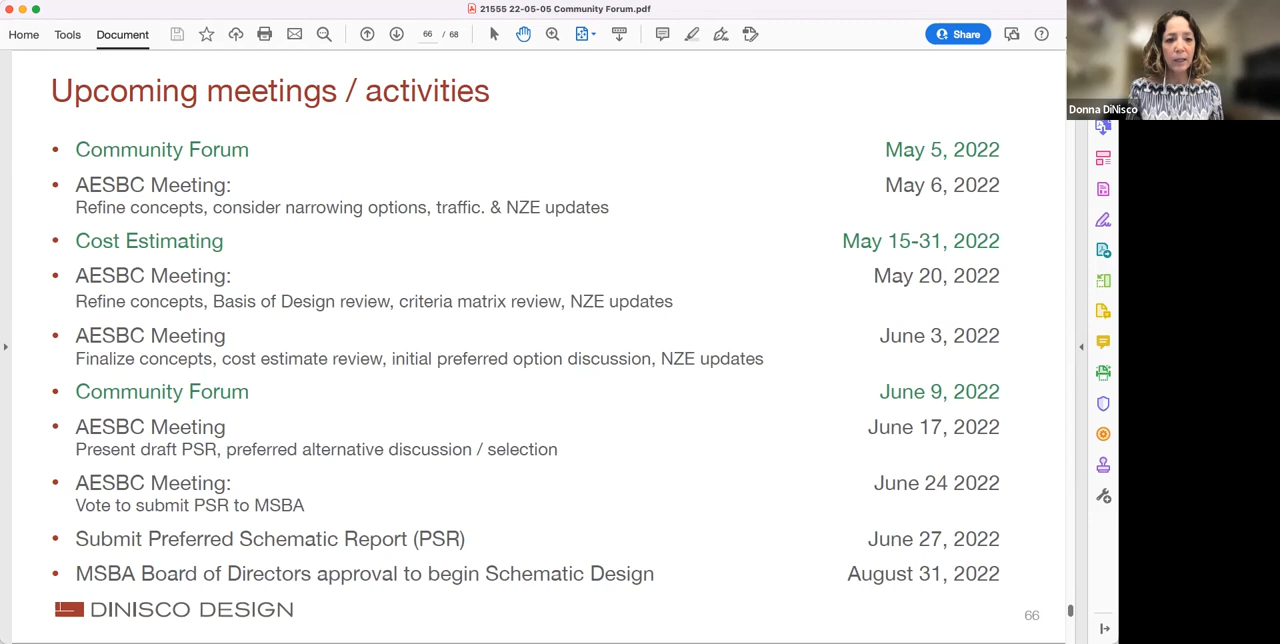 21555 22-05-05 Community Forum.pdf
Home Tools Document 66 / 68 Share
Donna DiNisco
Upcoming meetings / activities
• Community Forum May 5, 2022
• AESBC Meeting: May 6, 2022
Refine concepts, consider narrowing options, traffic. & NZE updates
• Cost Estimating May 15-31, 2022
• AESBC Meeting: May 20, 2022
Refine concepts, Basis of Design review, criteria matrix review, NZE updates
• AESBC Meeting June 3, 2022
Finalize concepts, cost estimate review, initial preferred option discussion, NZE updates
• Community Forum June 9, 2022
• AESBC Meeting June 17, 2022
Present draft PSR, preferred alternative discussion / selection
• AESBC Meeting: June 24 2022
Vote to submit PSR to MSBA
• Submit Preferred Schematic Report (PSR) June 27, 2022
• MSBA Board of Directors approval to begin Schematic Design August 31, 2022
DINISCO DESIGN
66